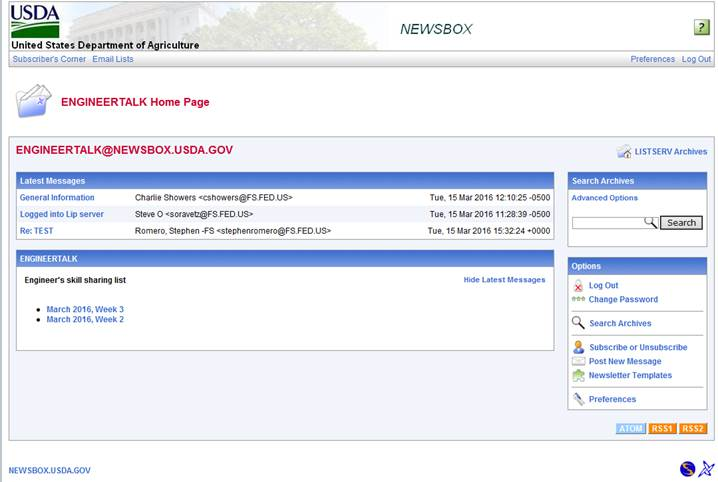 USDA
United States Department of Agriculture
NEWSBOX
?
Subscriber's Corner Email Lists Preferences Log Out
ENGINEERTALK Home Page
ENGINEERTALK@NEWSBOX.USDA.GOV
LISTSERV Archives
Latest Messages
General Information Charlie Showers <cshowers@FS.FED.US> Tue, 15 Mar 2016 12:10:25 -0500
Logged into Lip server Steve O <soravetz@FS.FED.US> Tue, 15 Mar 2016 11:28:39 -0500
Re: TEST Romero, Stephen -FS <stephenromero@FS.FED.US> Tue, 15 Mar 2016 15:32:24 +0000
ENGINEERTALK
Engineer's skill sharing list Hide Latest Messages
March 2016, Week 3
March 2016, Week 2
Search Archives
Advanced Options
Search
Options
Log Out
Change Password
Search Archives
Subscribe or Unsubscribe
Post New Message
Newsletter Templates
Preferences
ATOM RSS1 RSS2
NEWSBOX.USDA.GOV